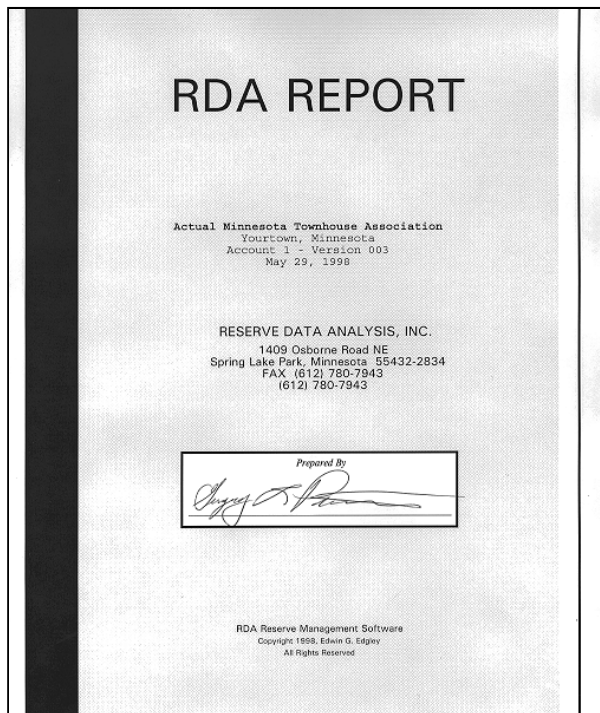 RDA REPORT
Actual Minnesota Townhouse Association
Yourtown, Minnesota
Account 1 - Version 003
May 29, 1998
RESERVE DATA ANALYSIS, INC.
1409 Osborne Road NE
Spring Lake Park, Minnesota 55432-2834
FAX (612) 780-7943
(612) 780-7943
Prepared By
RDA Reserve Management Software
Copyright 1998, Edwin G. Edgley
All Rights Reserved